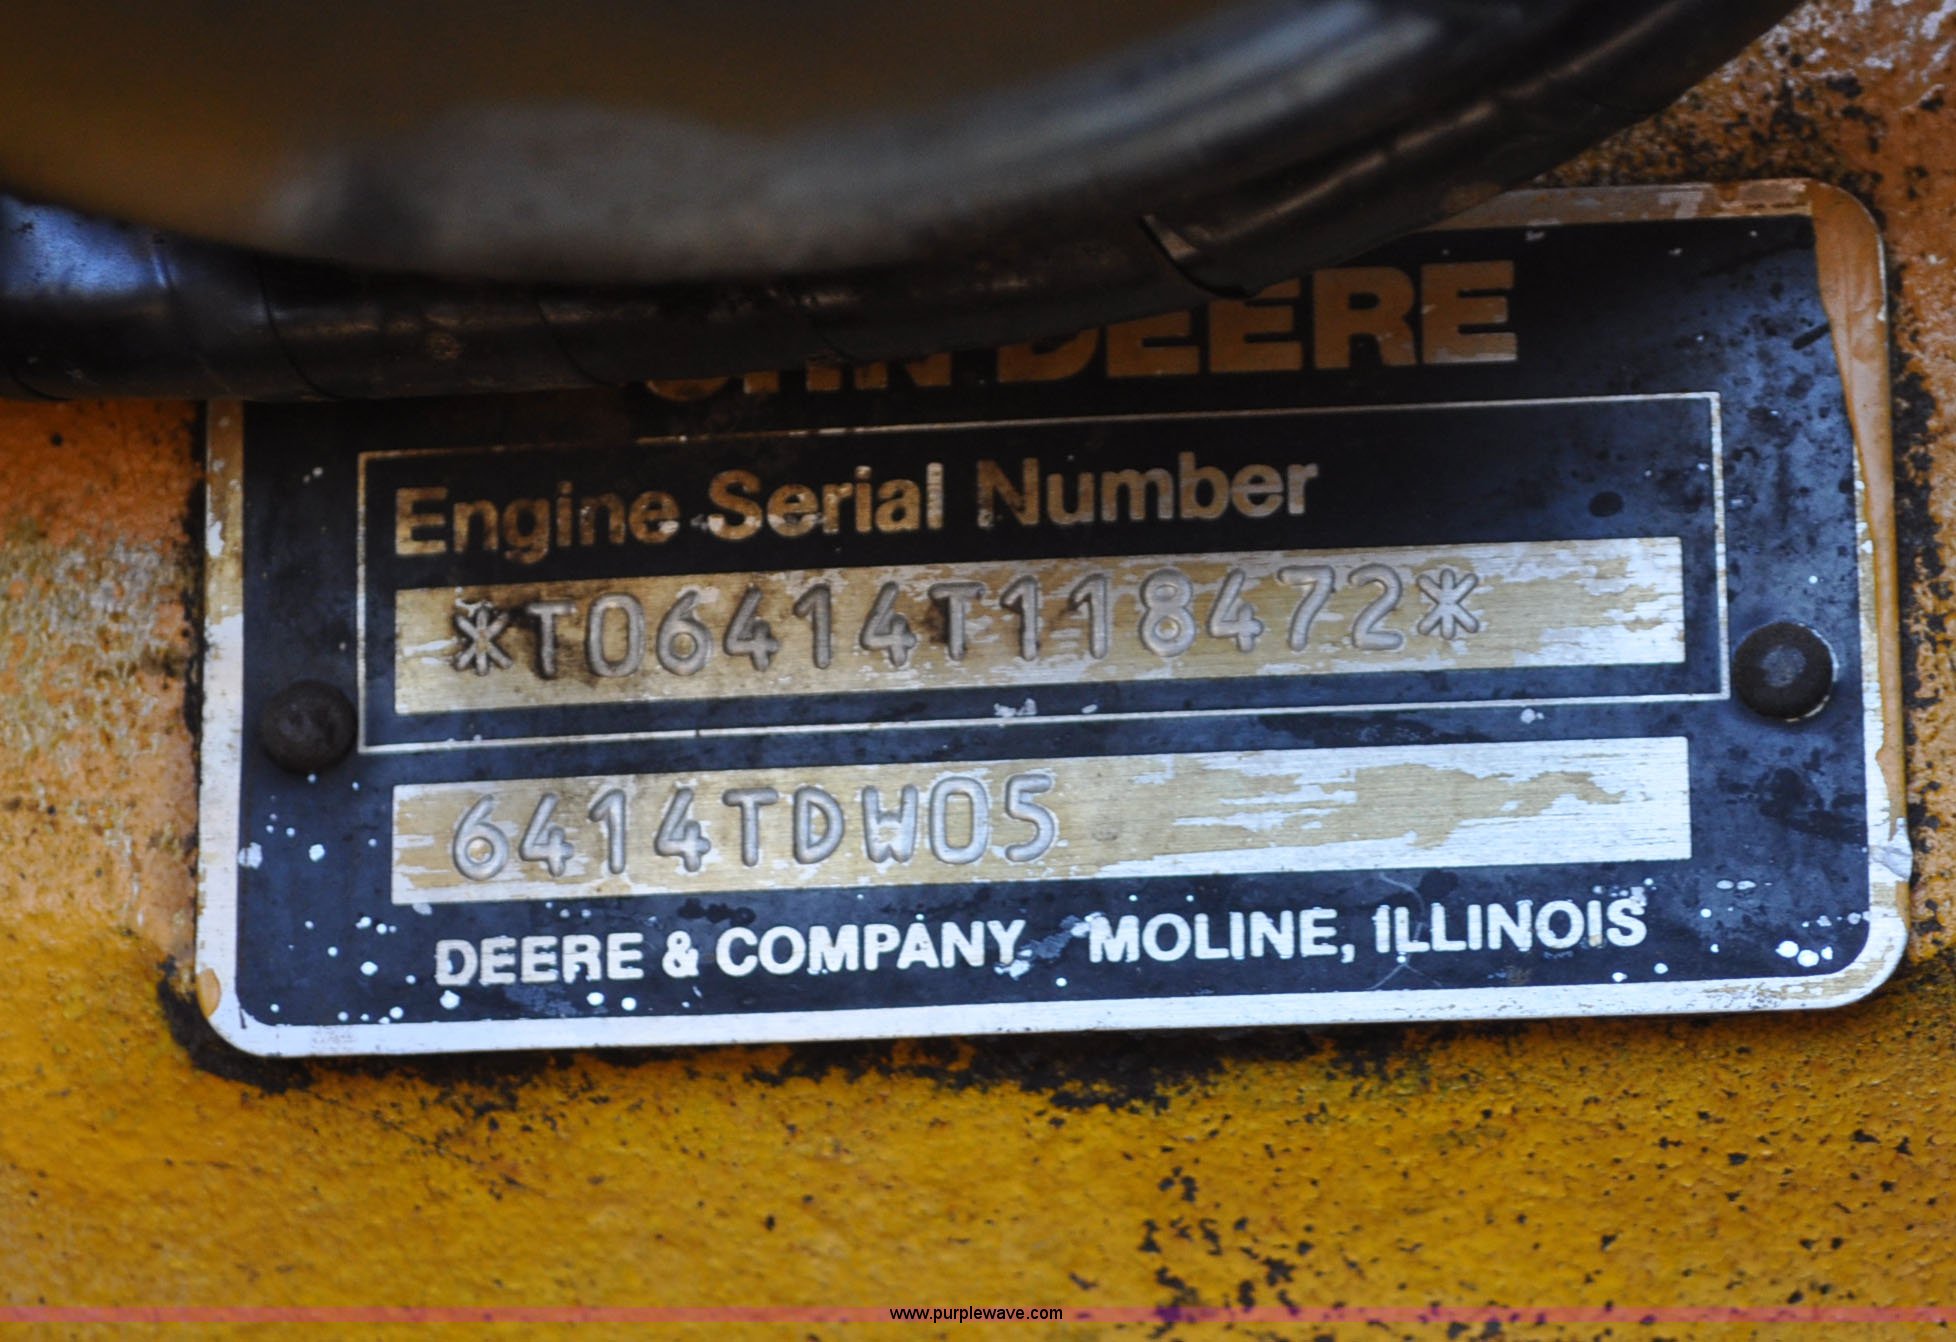 DEERE
Engine Serial Number
*T06414T118472*
6414TDW05
DEERE & COMPANY MOLINE, ILLINOIS
www.purplewave.com